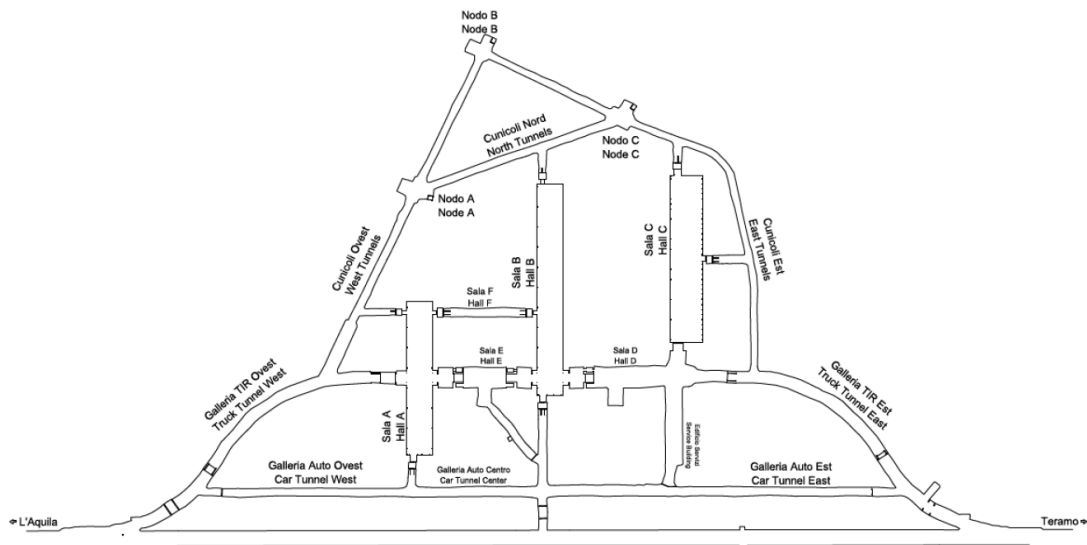 Nodo B
Node B
Cunicoli Nord
North Tunnels
Nodo C
Node C
Nodo A
Node A
Cunicoli Ovest
West Tunnels
Sala F
Hall F
Sala B
Hall B
Sala C
Hall C
Cunicoli Est
East Tunnels
Sala E
Hall E
Sala D
Hall D
Galleria TIR Ovest
Truck Tunnel West
Galleria TIR Est
Truck Tunnel East
Sala A
Hall A
Edificio Servizi
Service Building
Galleria Auto Ovest
Car Tunnel West
Galleria Auto Centro
Car Tunnel Center
Galleria Auto Est
Car Tunnel East
L'Aquila
Teramo